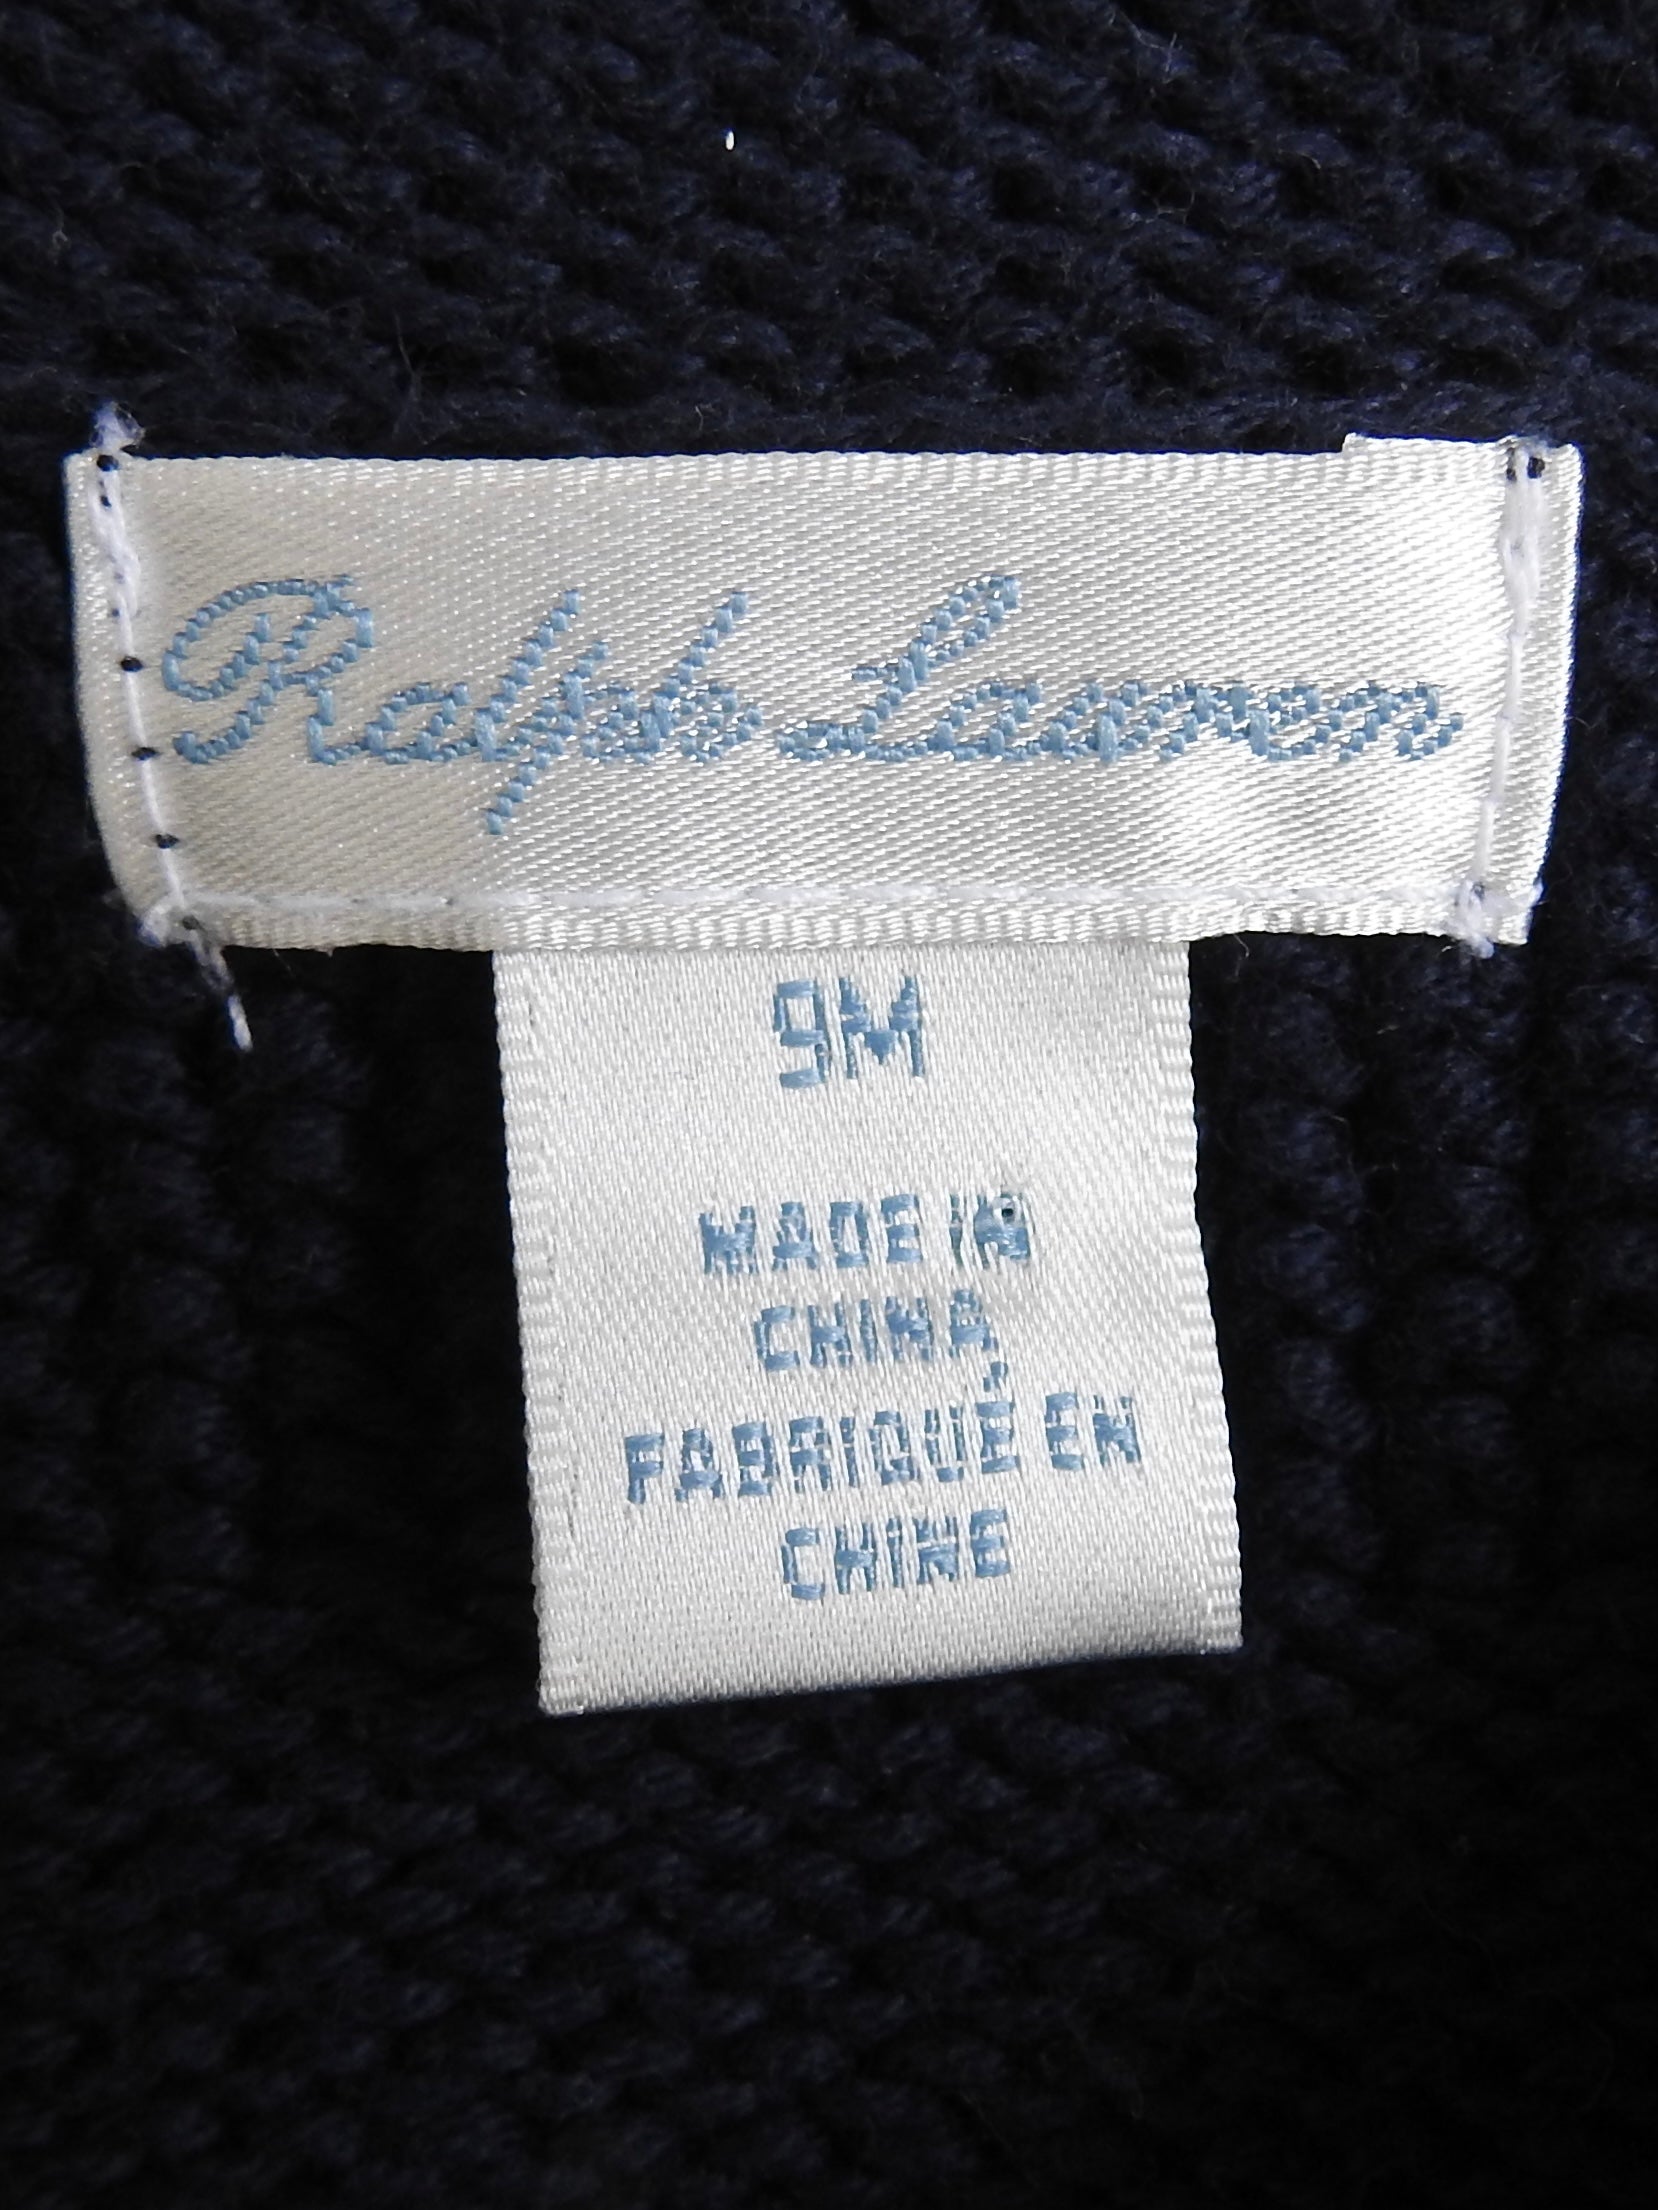 Ralph Lauren
9M
MADE IN
CHINA,
FABRIQUÉ EN
CHINE